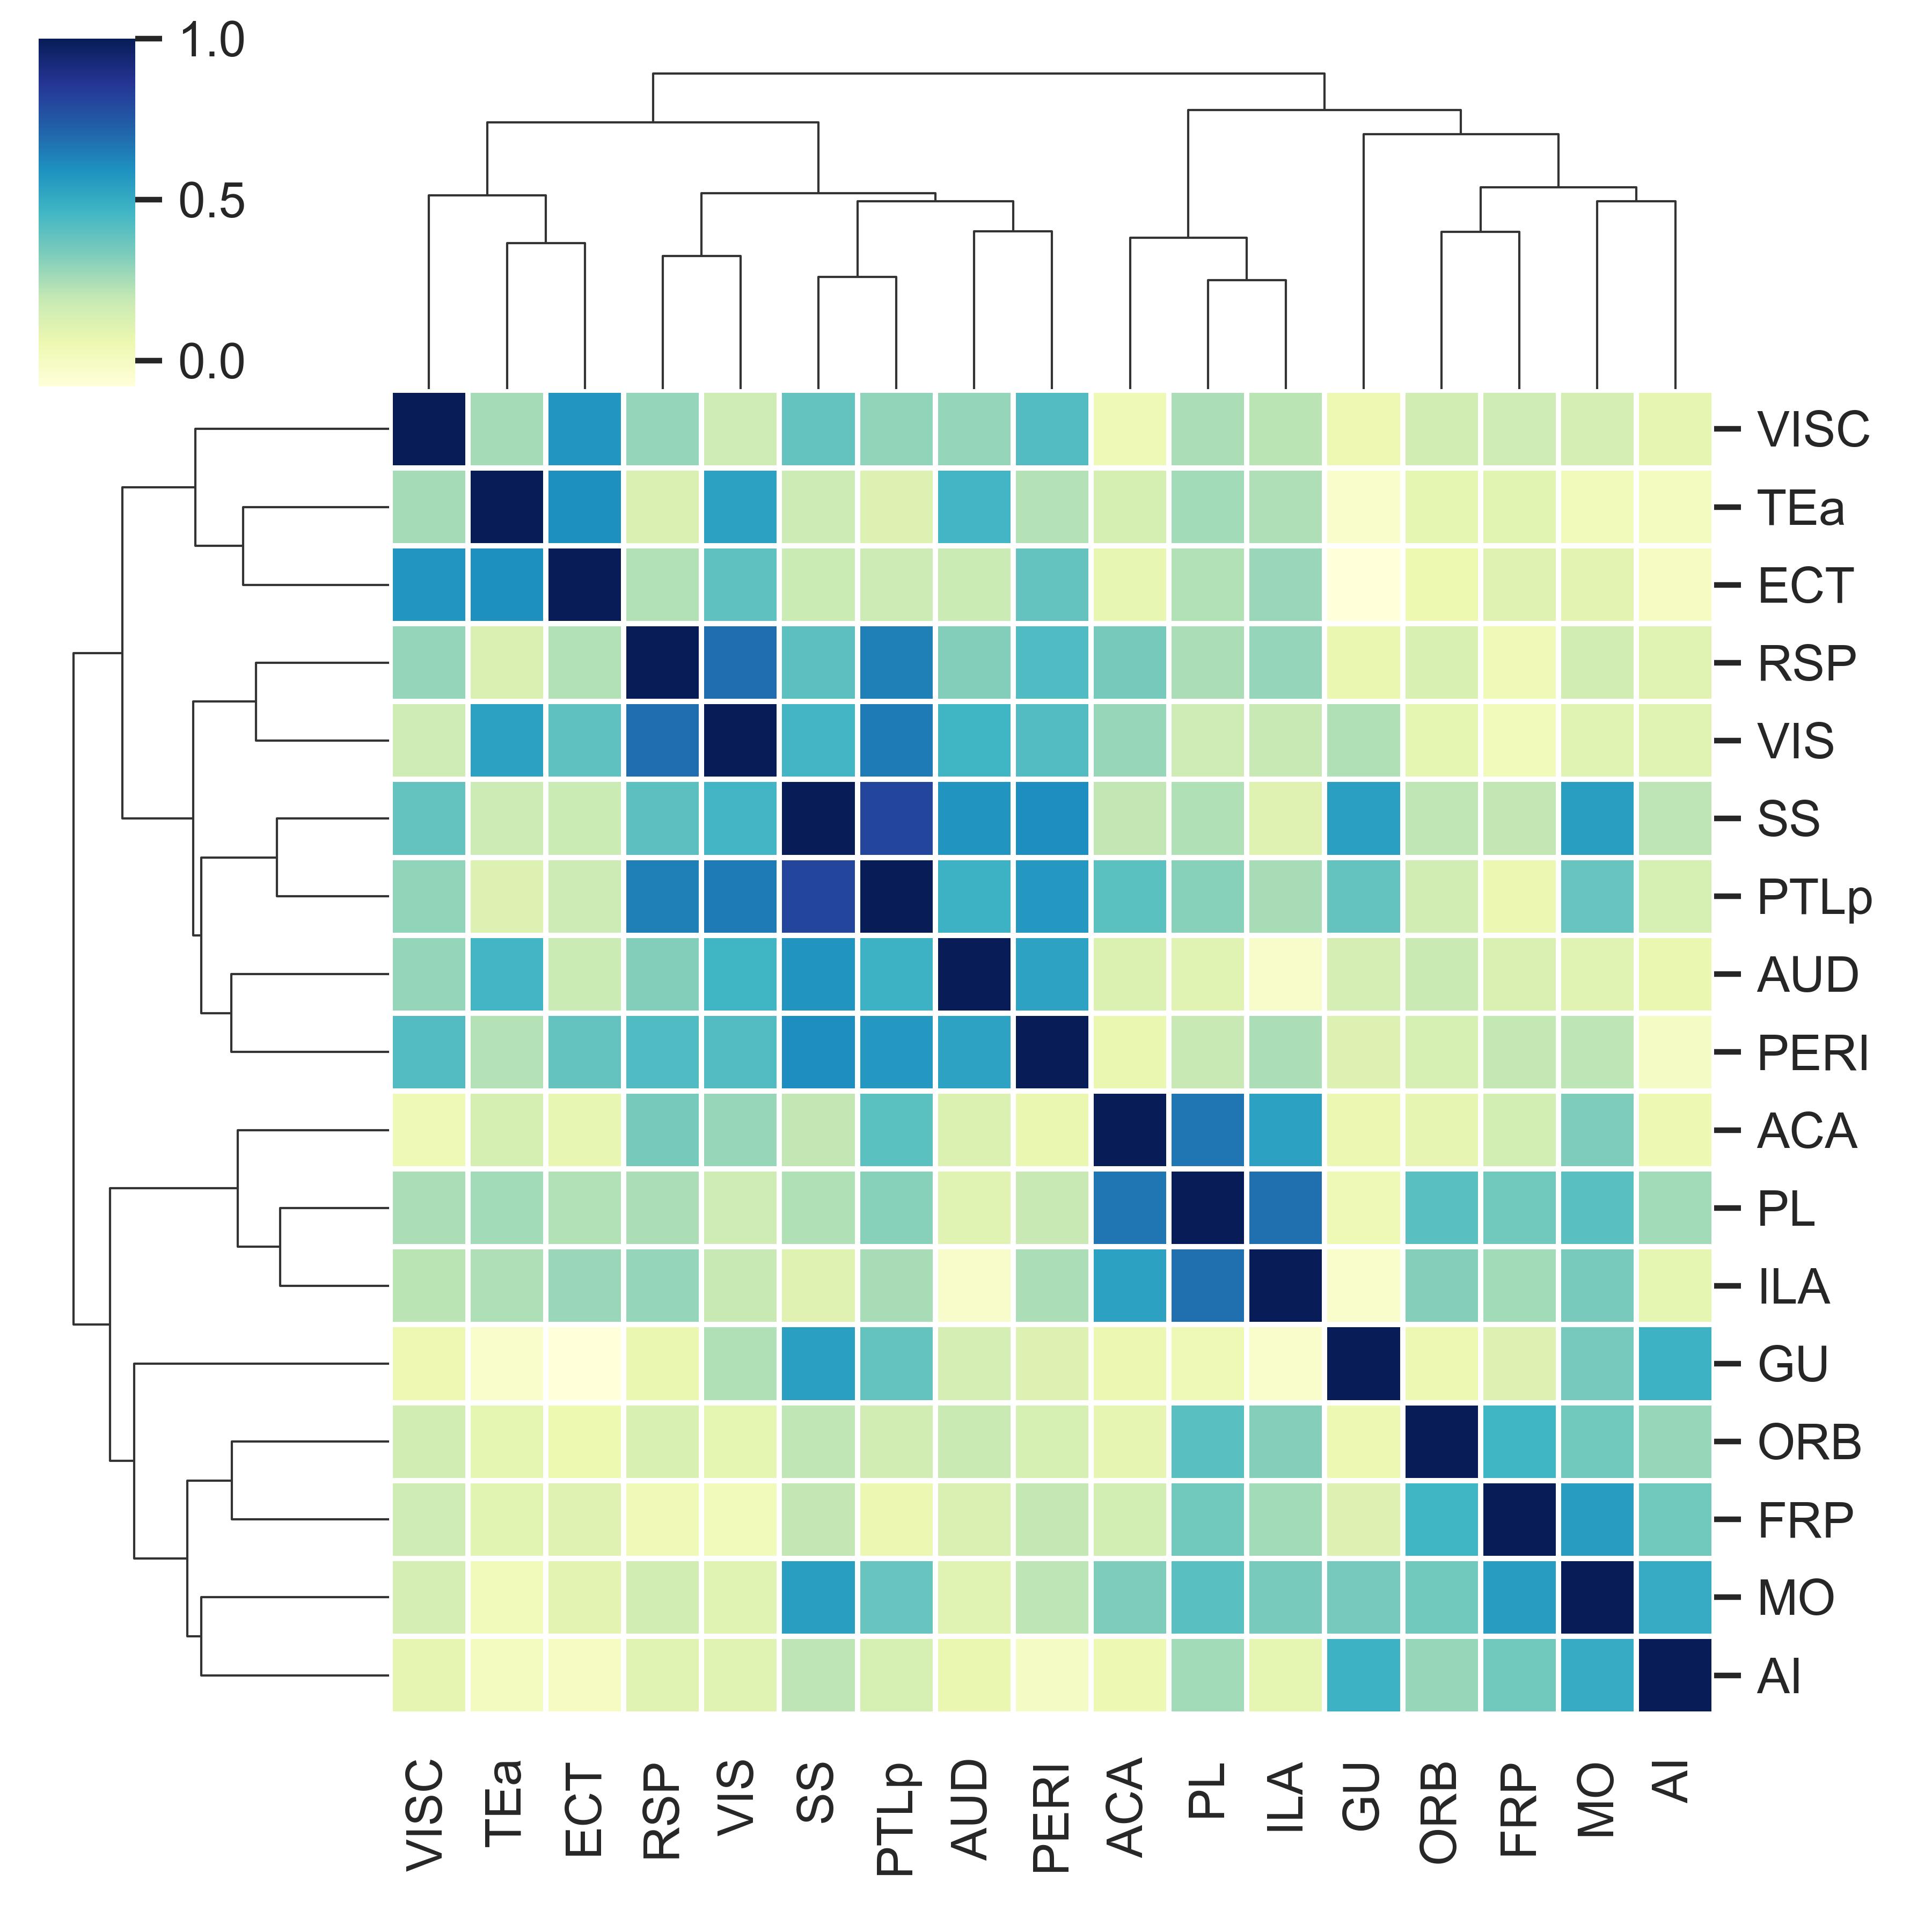 1.0
0.5
0.0
VISC
TEa
ECT
RSP
VIS
SS
PTLp
AUD
PERI
ACA
PL
ILA
GU
ORB
FRP
MO
AI
VISC TEa ECT RSP VIS SS PTLp AUD PERI ACA PL ILA GU ORB FRP MO AI